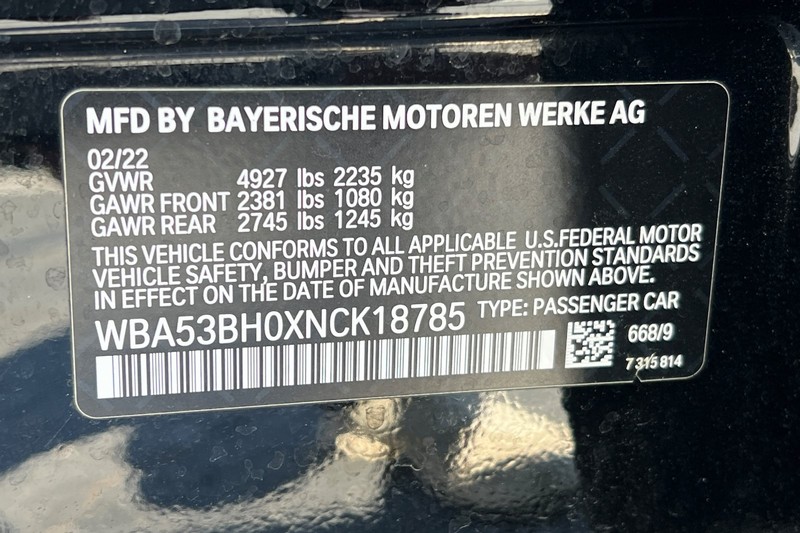 MFD BY BAYERISCHE MOTOREN WERKE AG
02/22
GVWR 4927 lbs 2235 kg
GAWR FRONT 2381 lbs 1080 kg
GAWR REAR 2745 lbs 1245 kg
THIS VEHICLE CONFORMS TO ALL APPLICABLE U.S.FEDERAL MOTOR
VEHICLE SAFETY, BUMPER AND THEFT PREVENTION STANDARDS
IN EFFECT ON THE DATE OF MANUFACTURE SHOWN ABOVE.
WBA53BH0XNCK18785 TYPE: PASSENGER CAR
668/9
7 315 814